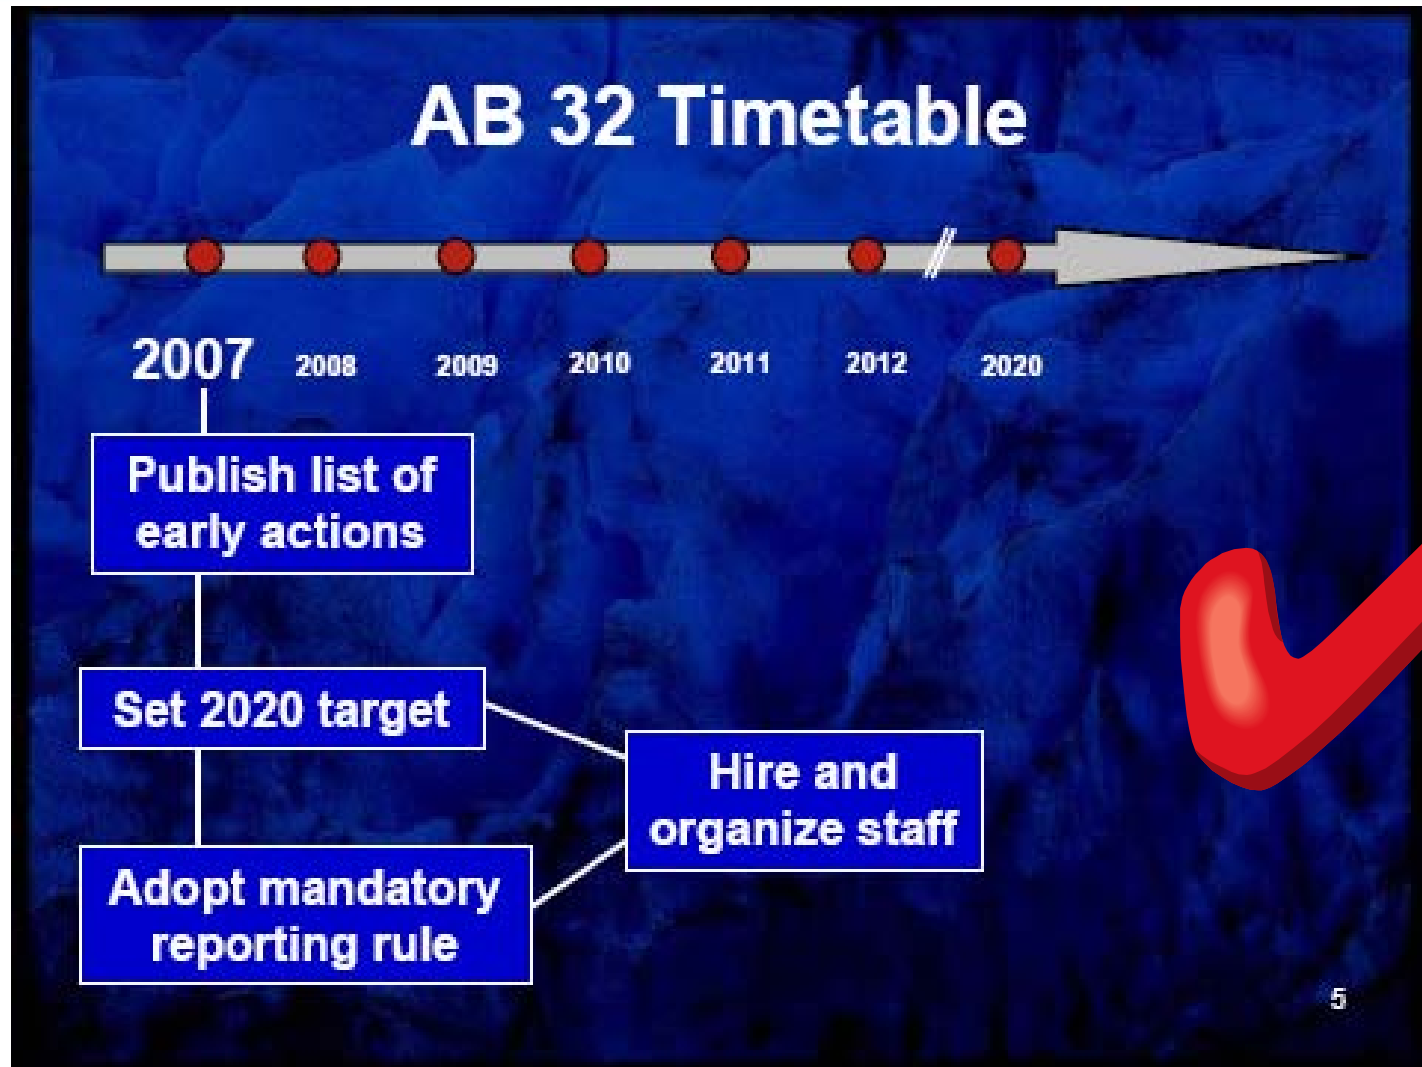 AB 32 Timetable
2007 2008 2009 2010 2011 2012 2020
Publish list of
early actions
Set 2020 target
Hire and
organize staff
Adopt mandatory
reporting rule
5